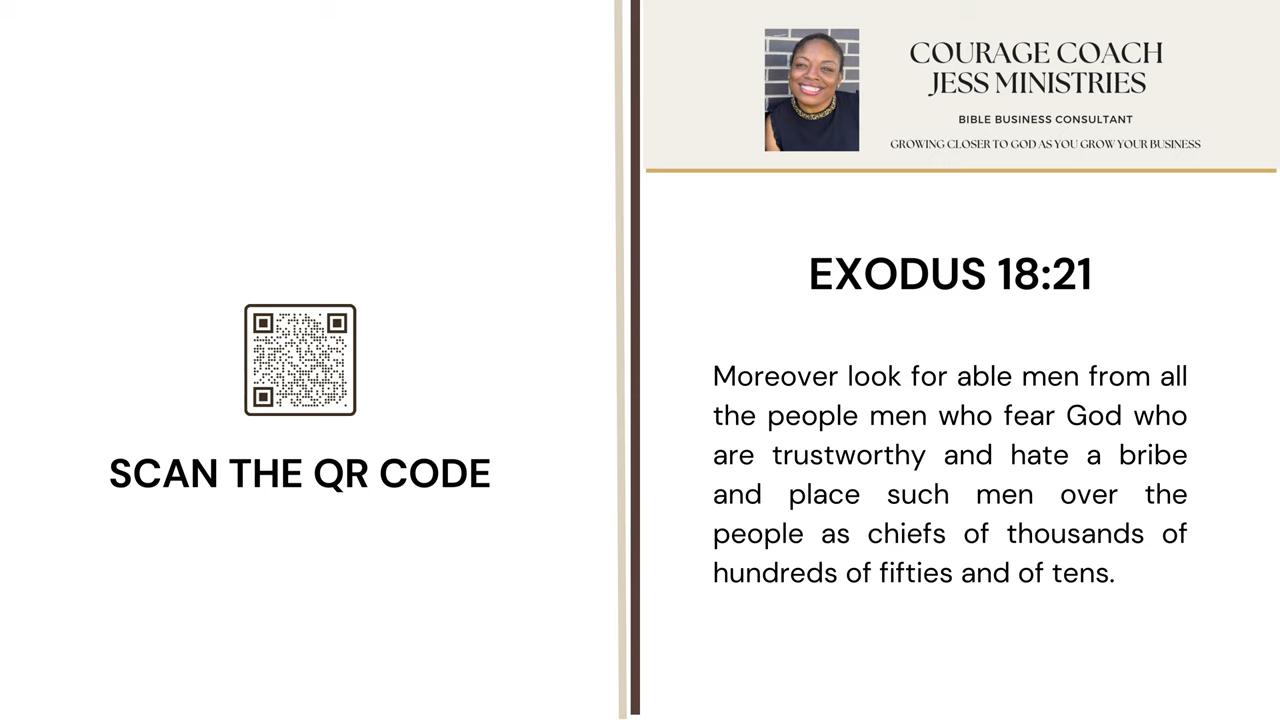 SCAN THE QR CODE
COURAGE COACH
JESS MINISTRIES
BIBLE BUSINESS CONSULTANT
GROWING CLOSER TO GOD AS YOU GROW YOUR BUSINESS
EXODUS 18:21
Moreover look for able men from all
the people men who fear God who
are trustworthy and hate a bribe
and place such men over the
people as chiefs of thousands of
hundreds of fifties and of tens.